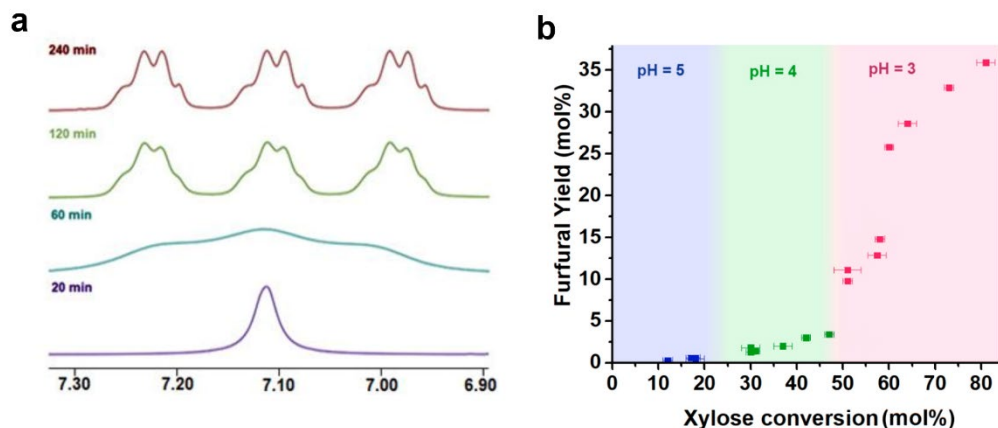 a
240 min
120 min
60 min
20 min
7.30 7.20 7.10 7.00 6.90
b
Furfural Yield (mol%)
35
30
25
20
15
10
5
0
pH = 5 pH = 4 pH = 3
0 10 20 30 40 50 60 70 80
Xylose conversion (mol%)